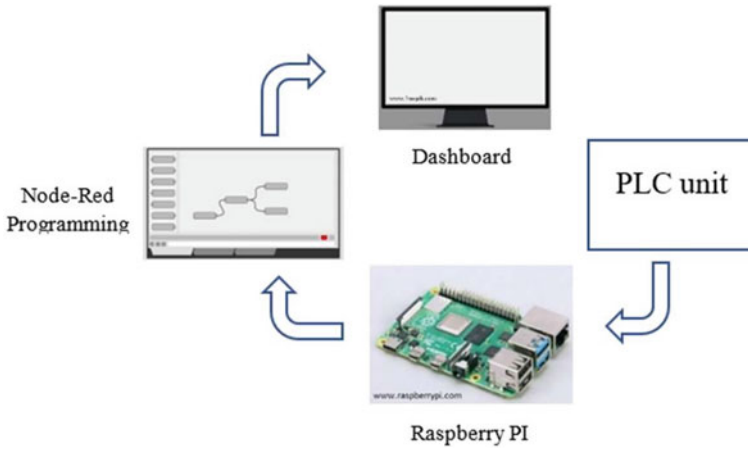 Dashboard
Node-Red
Programming
PLC unit
www.raspberrypi.com
Raspberry PI